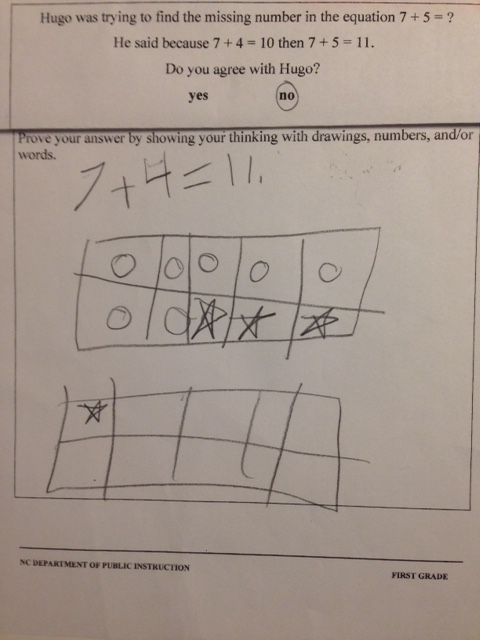 Hugo was trying to find the missing number in the equation 7 + 5 = ?
He said because 7 + 4 = 10 then 7 + 5 = 11.
Do you agree with Hugo?
yes no
Prove your answer by showing your thinking with drawings, numbers, and/or
words.
7+4=11.
NC DEPARTMENT OF PUBLIC INSTRUCTION
FIRST GRADE